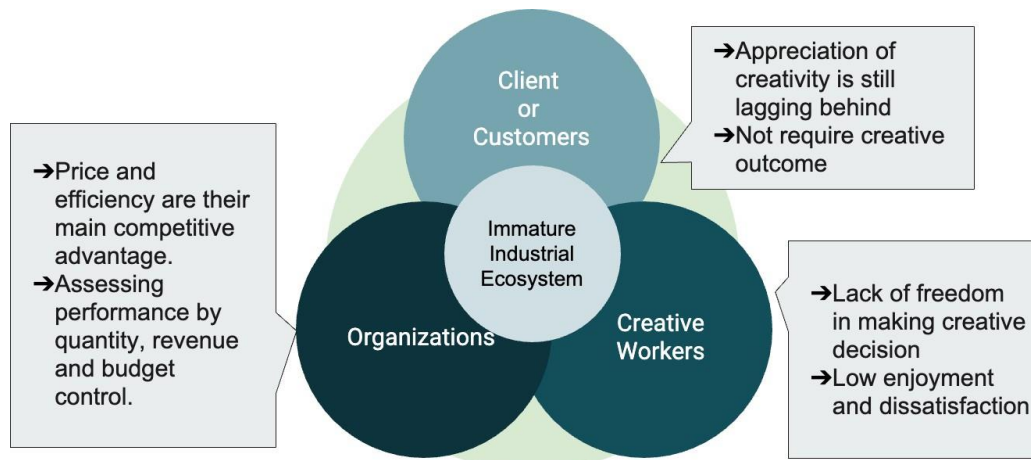 Client
or
Customers
➔Appreciation of
creativity is still
lagging behind
➔Not require creative
outcome
➔Price and
efficiency are their
main competitive
advantage.
➔Assessing
performance by
quantity, revenue
and budget
control.
Immature
Industrial
Ecosystem
Organizations
Creative
Workers
➔Lack of freedom
in making creative
decision
➔Low enjoyment
and dissatisfaction